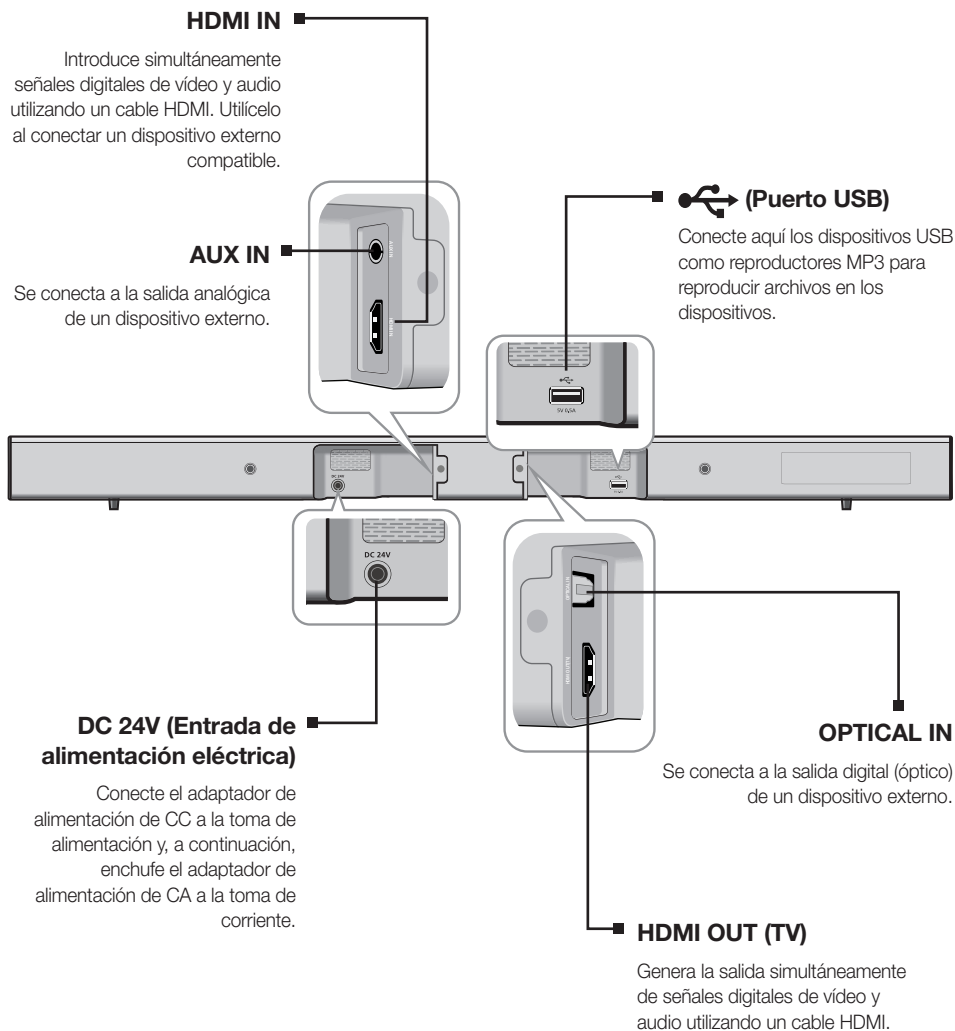 HDMI IN
Introduce simultáneamente
señales digitales de vídeo y audio
utilizando un cable HDMI. Utilícelo
al conectar un dispositivo externo
compatible.
AUX IN
Se conecta a la salida analógica
de un dispositivo externo.
(Puerto USB)
Conecte aquí los dispositivos USB
como reproductores MP3 para
reproducir archivos en los
dispositivos.
5V 0,5A
DC 24V
DC 24V
DC 24V (Entrada de
alimentación eléctrica)
Conecte el adaptador de
alimentación de CC a la toma de
alimentación y, a continuación,
enchufe el adaptador de
alimentación de CA a la toma de
corriente.
OPTICAL IN
Se conecta a la salida digital (óptico)
de un dispositivo externo.
HDMI OUT (TV)
Genera la salida simultáneamente
de señales digitales de vídeo y
audio utilizando un cable HDMI.